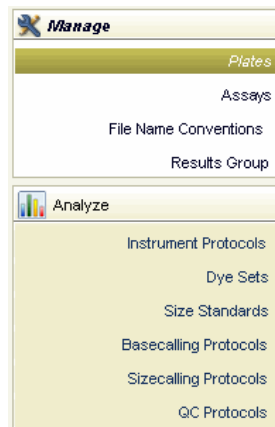 Manage
Plates
Assays
File Name Conventions
Results Group
Analyze
Instrument Protocols
Dye Sets
Size Standards
Basecalling Protocols
Sizecalling Protocols
QC Protocols